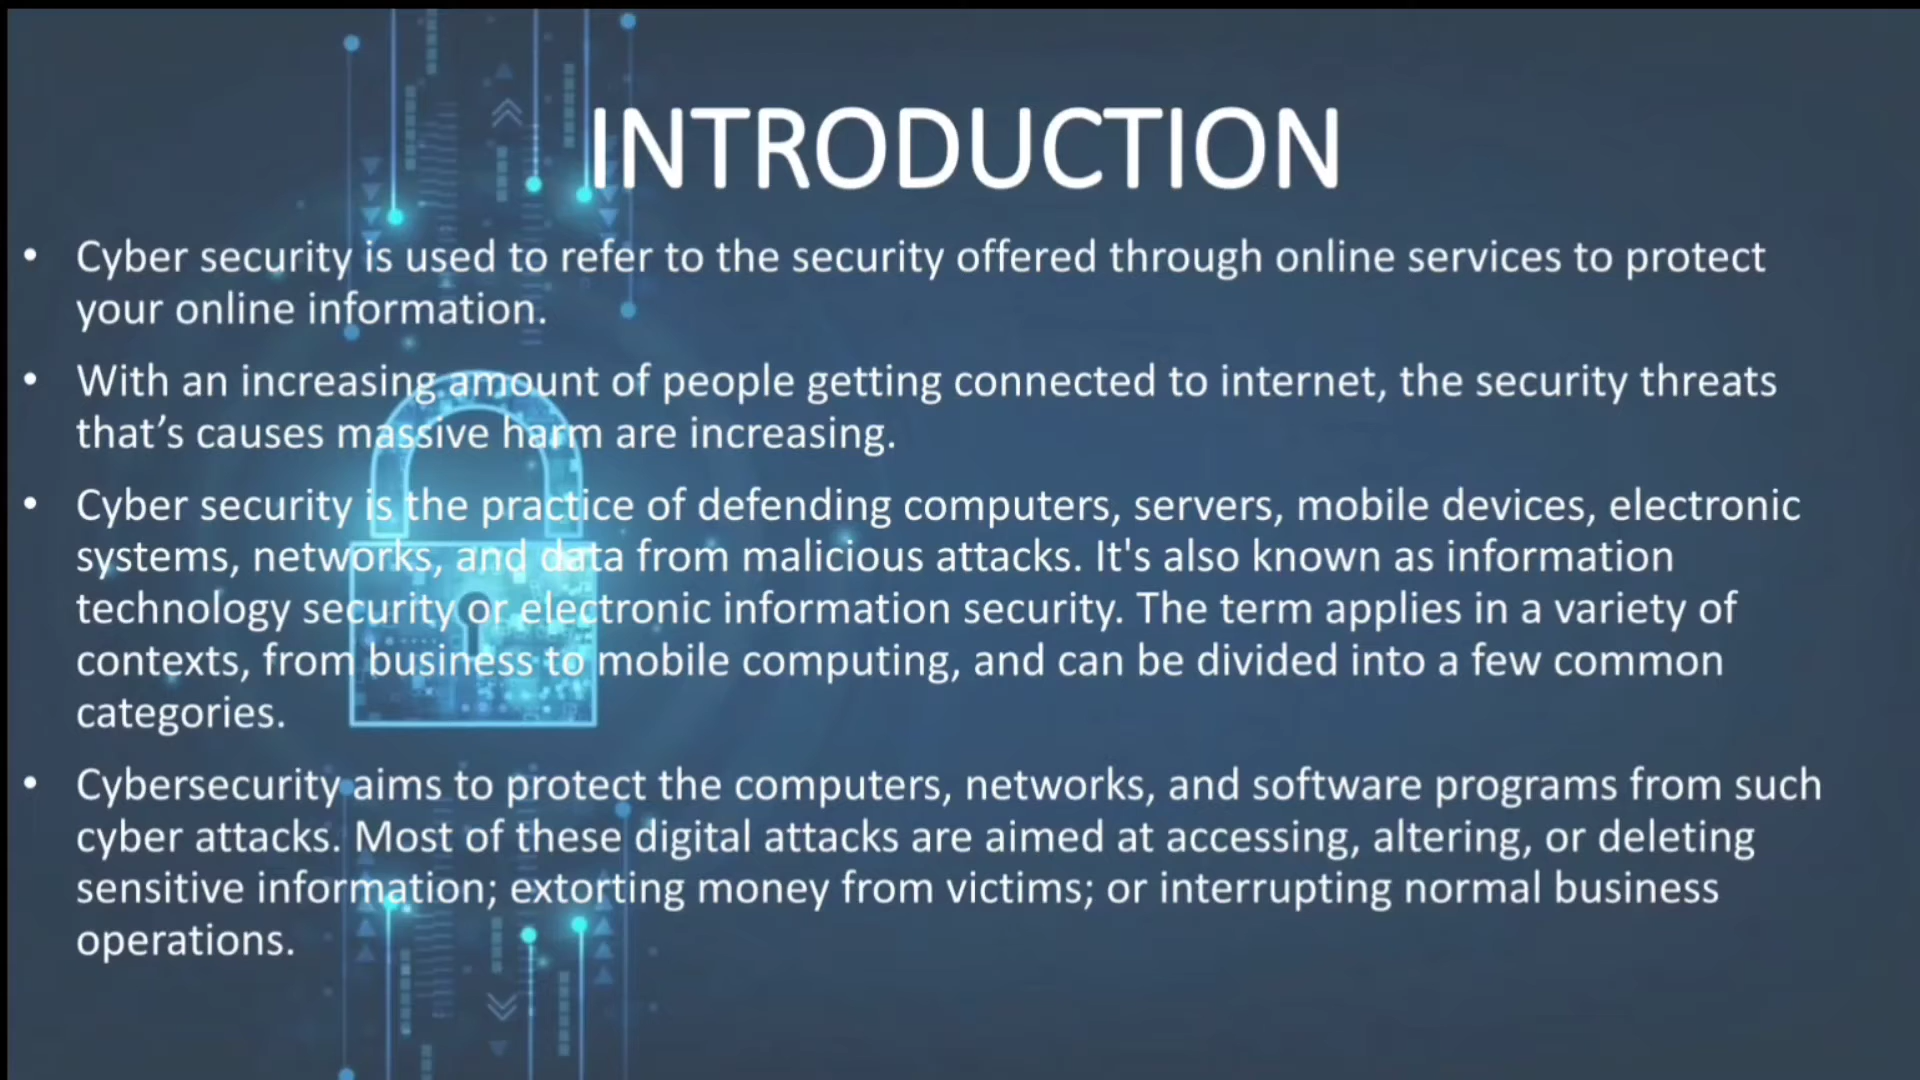 INTRODUCTION
• Cyber security is used to refer to the security offered through online services to protect
your online information.
• With an increasing amount of people getting connected to internet, the security threats
that’s causes massive harm are increasing.
• Cyber security is the practice of defending computers, servers, mobile devices, electronic
systems, networks, and data from malicious attacks. It's also known as information
technology security or electronic information security. The term applies in a variety of
contexts, from business to mobile computing, and can be divided into a few common
categories.
• Cybersecurity aims to protect the computers, networks, and software programs from such
cyber attacks. Most of these digital attacks are aimed at accessing, altering, or deleting
sensitive information; extorting money from victims; or interrupting normal business
operations.